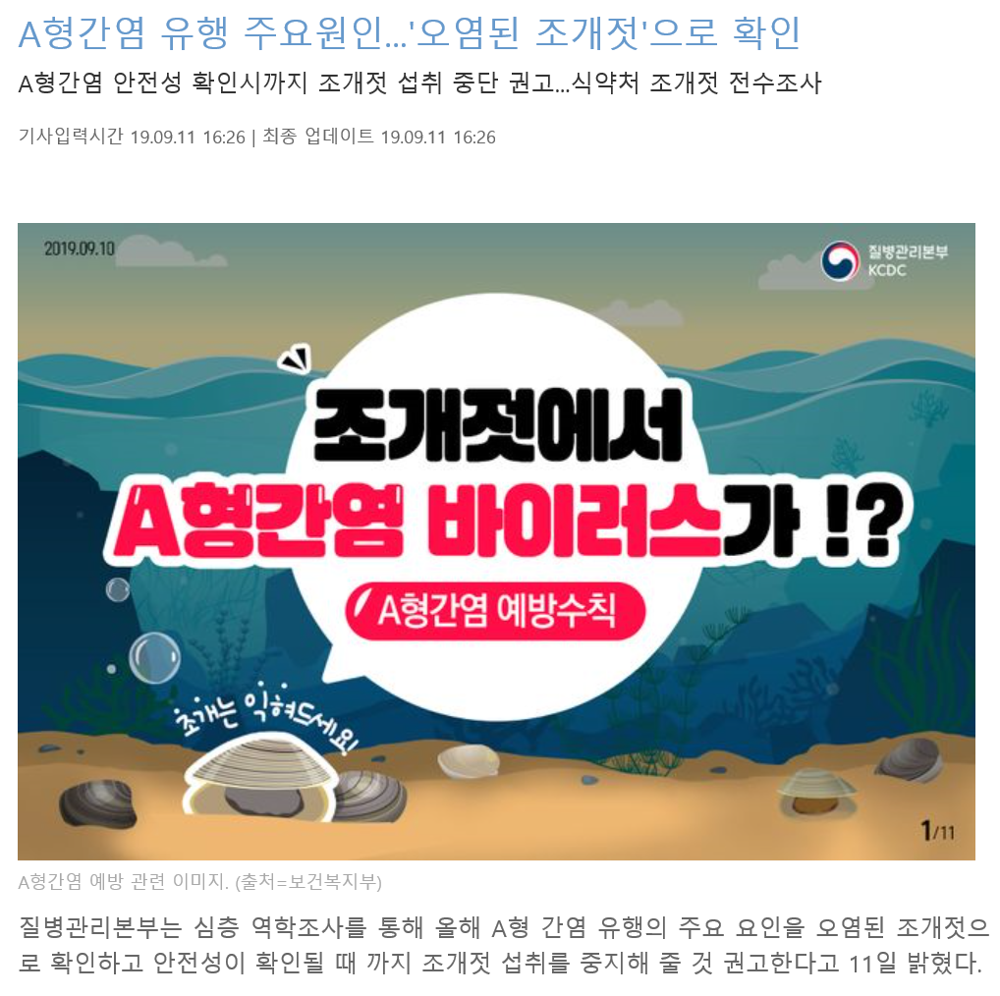 A형간염 유행 주요원인...'오염된 조개젓'으로 확인
A형간염 안전성 확인시까지 조개젓 섭취 중단 권고...식약처 조개젓 전수조사
기사입력시간 19.09.11 16:26 | 최종 업데이트 19.09.11 16:26
2019.09.10
질병관리본부
KCDC
조개젓에서
A형간염 바이러스가 !?
A형간염 예방수칙
조개는 익혀드세요!
1/11
A형간염 예방 관련 이미지. (출처=보건복지부)
질병관리본부는 심층 역학조사를 통해 올해 A형 간염 유행의 주요 요인을 오염된 조개젓으
로 확인하고 안전성이 확인될 때 까지 조개젓 섭취를 중지해 줄 것 권고한다고 11일 밝혔다.